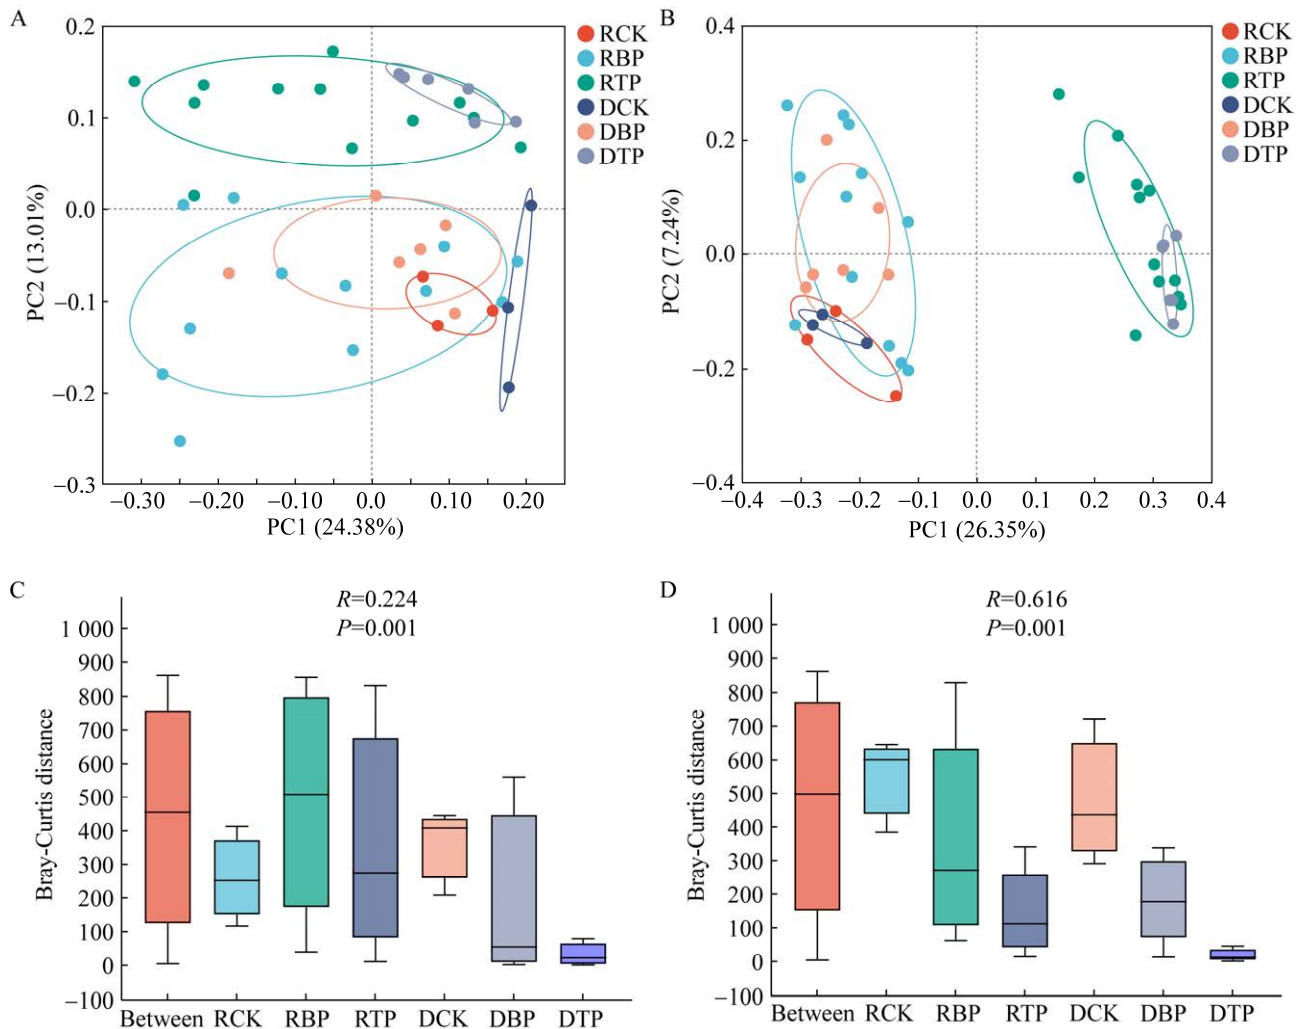 A
RCK
RBP
RTP
DCK
DBP
DTP
0.2
0.1
0.0
−0.1
−0.2
−0.3
PC2 (13.01%)
−0.30 −0.20 −0.10 0.0 0.10 0.20
PC1 (24.38%)
B
RCK
RBP
RTP
DCK
DBP
DTP
0.4
0.2
0.0
−0.2
−0.4
PC2 (7.24%)
−0.4 −0.3 −0.2 −0.1 0.0 0.1 0.2 0.3 0.4
PC1 (26.35%)
C
R=0.224
P=0.001
1 000
900
800
700
600
500
400
300
200
100
0
−100
Bray-Curtis distance
Between RCK RBP RTP DCK DBP DTP
D
R=0.616
P=0.001
1 000
900
800
700
600
500
400
300
200
100
0
−100
Bray-Curtis distance
Between RCK RBP RTP DCK DBP DTP